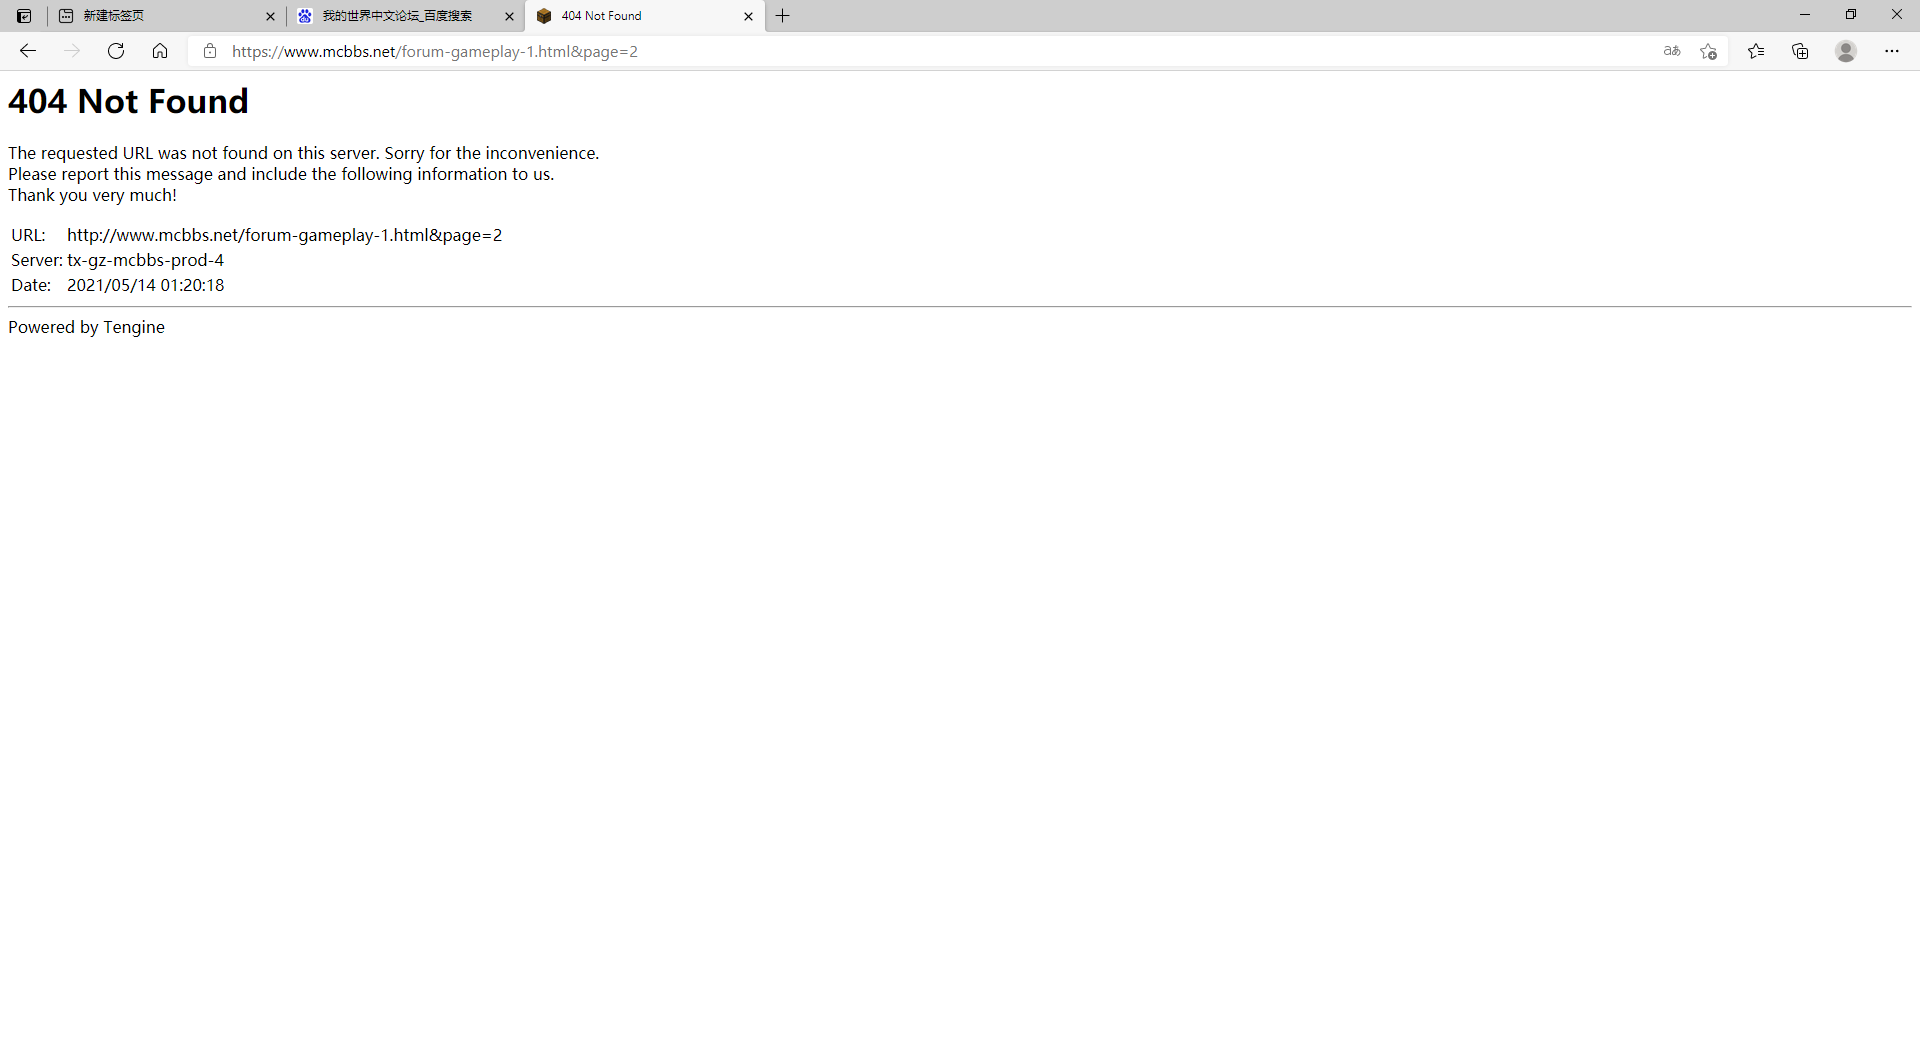 新建标签页
我的世界中文论坛_百度搜索
404 Not Found
https://www.mcbbs.net/forum-gameplay-1.html&page=2
aあ
404 Not Found
The requested URL was not found on this server. Sorry for the inconvenience.
Please report this message and include the following information to us.
Thank you very much!
URL: http://www.mcbbs.net/forum-gameplay-1.html&page=2
Server: tx-gz-mcbbs-prod-4
Date: 2021/05/14 01:20:18
Powered by Tengine